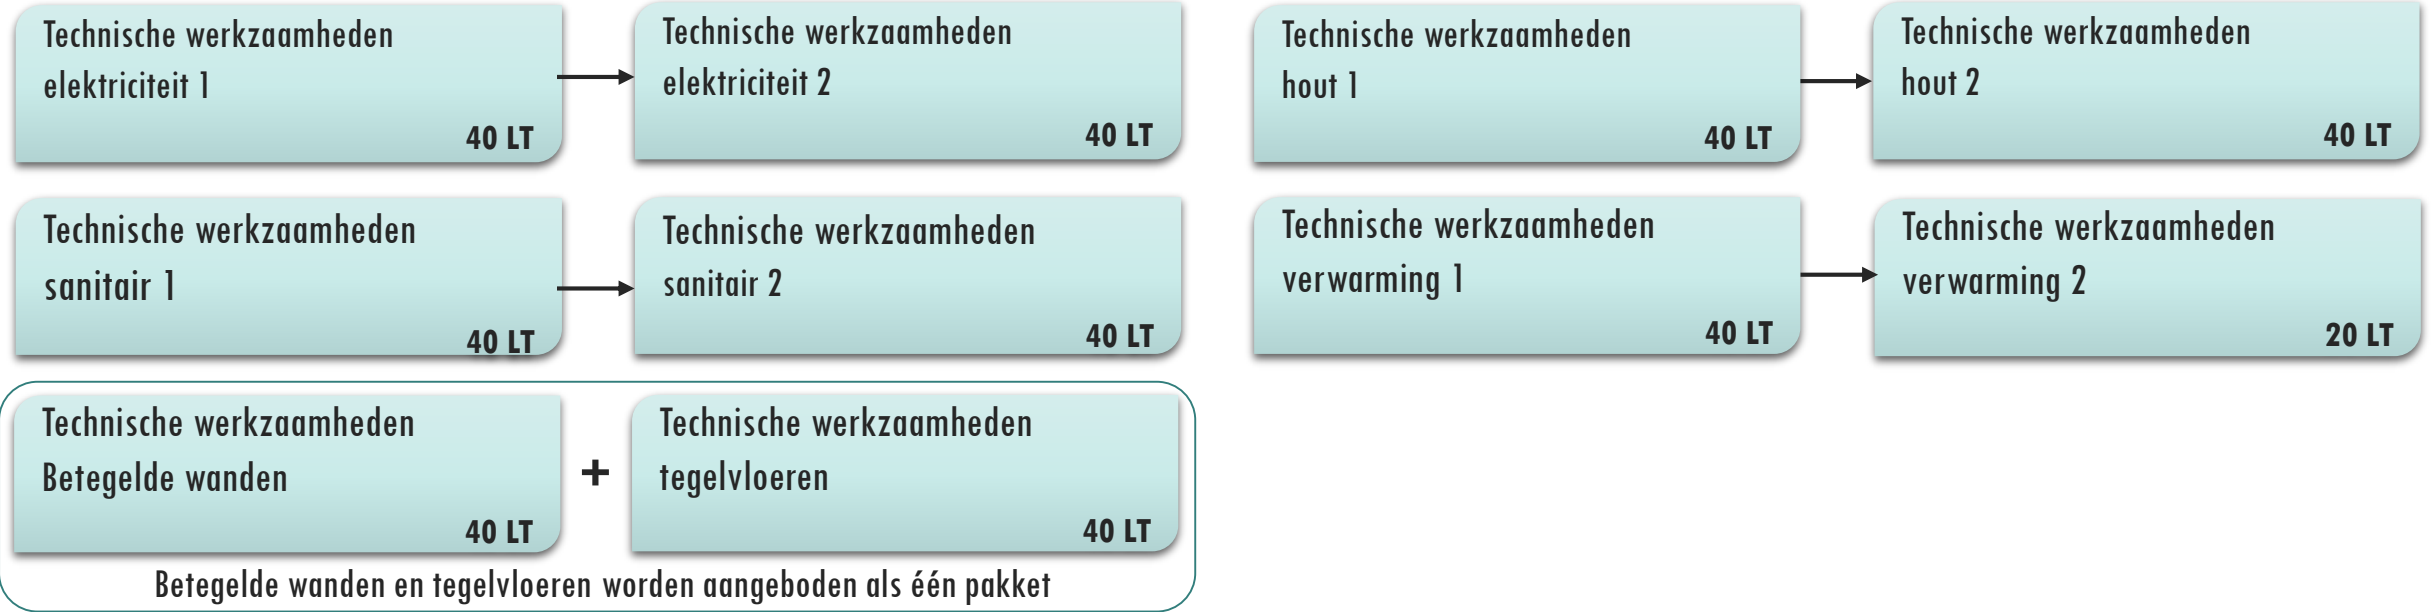 Technische werkzaamheden
elektriciteit 1
40 LT
Technische werkzaamheden
elektriciteit 2
40 LT
Technische werkzaamheden
hout 1
40 LT
Technische werkzaamheden
hout 2
40 LT
Technische werkzaamheden
sanitair 1
40 LT
Technische werkzaamheden
sanitair 2
40 LT
Technische werkzaamheden
verwarming 1
40 LT
Technische werkzaamheden
verwarming 2
20 LT
Technische werkzaamheden
Betegelde wanden
40 LT
+
Technische werkzaamheden
tegelvloeren
40 LT
Betegelde wanden en tegelvloeren worden aangeboden als één pakket